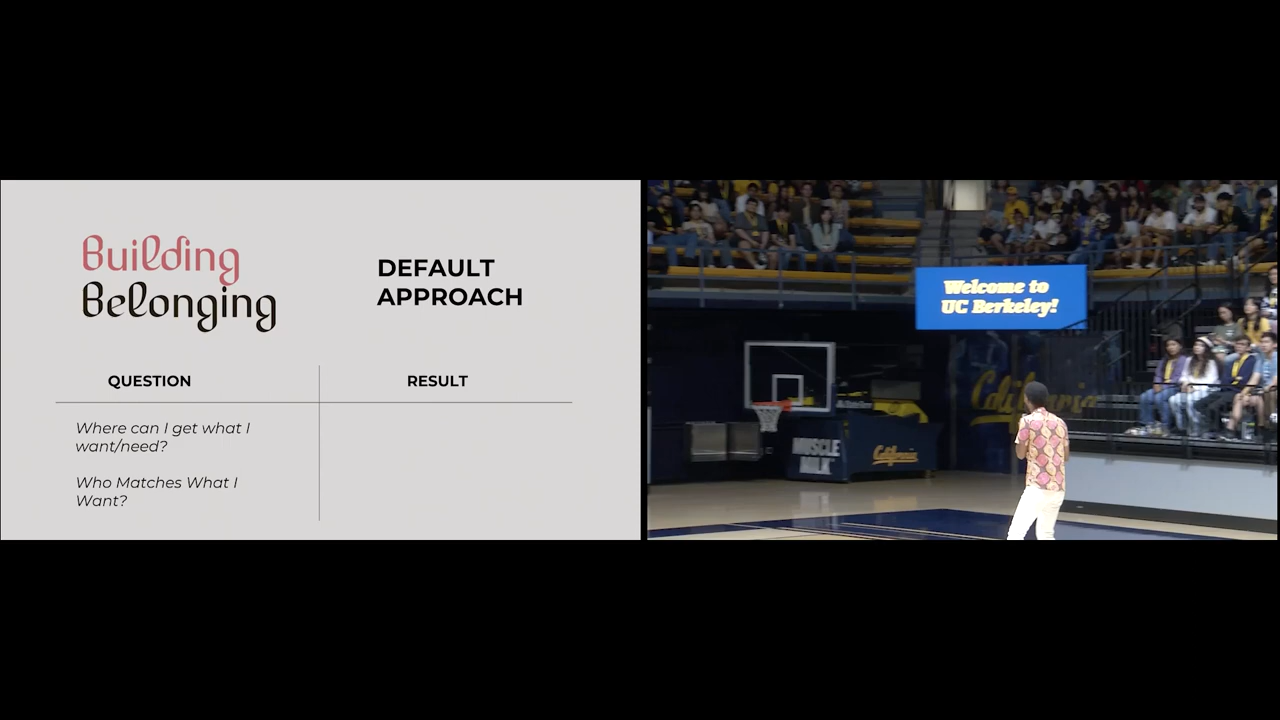 Building
Belonging
DEFAULT
APPROACH
QUESTION
RESULT
Where can I get what I
want/need?
Who Matches What I
Want?
Welcome to
UC Berkeley!
California
MUSCLE
MILK
California